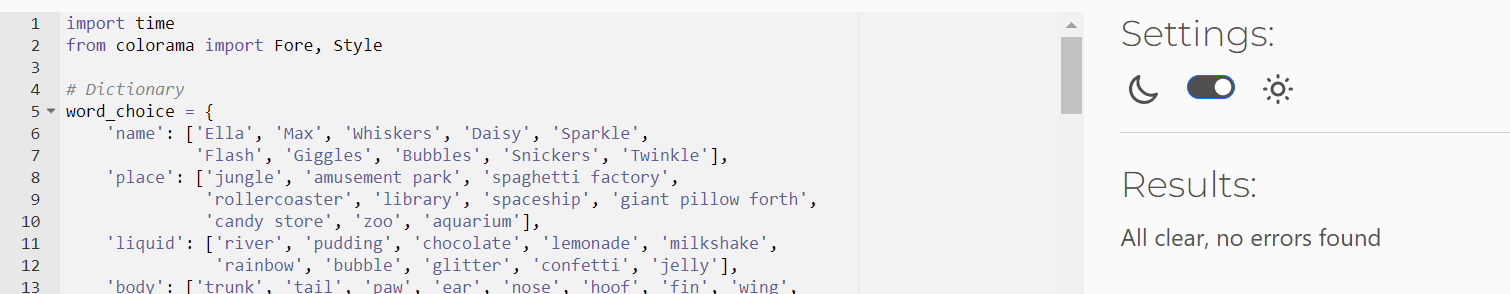 1 import time
2 from colorama import Fore, Style
3
4 # Dictionary
5 word_choice = {
6 'name': ['Ella', 'Max', 'Whiskers', 'Daisy', 'Sparkle',
7 'Flash', 'Giggles', 'Bubbles', 'Snickers', 'Twinkle'],
8 'place': ['jungle', 'amusement park', 'spaghetti factory',
9 'rollercoaster', 'library', 'spaceship', 'giant pillow forth',
10 'candy store', 'zoo', 'aquarium'],
11 'liquid': ['river', 'pudding', 'chocolate', 'lemonade', 'milkshake',
12 'rainbow', 'bubble', 'glitter', 'confetti', 'jelly'],
13 'body': ['trunk', 'tail', 'paw', 'ear', 'nose', 'hoof', 'fin', 'wing',
Settings:
Results:
All clear, no errors found